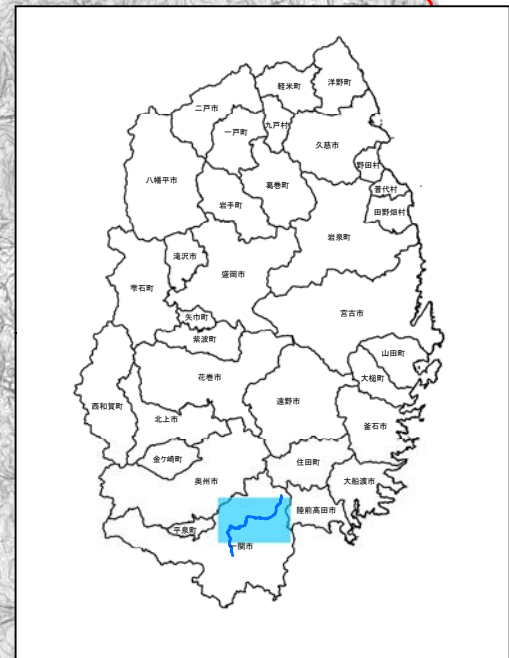 洋野町
軽米町
二戸市
一戸町
九戸村
久慈市
野田村
普代村
八幡平市
葛巻町
岩手町
田野畑村
岩泉町
滝沢市
盛岡市
雫石町
宮古市
矢巾町
紫波町
山田町
大槌町
花巻市
西和賀町
遠野市
北上市
釜石市
金ケ崎町
住田町
奥州市
大船渡市
陸前高田市
平泉町
一関市